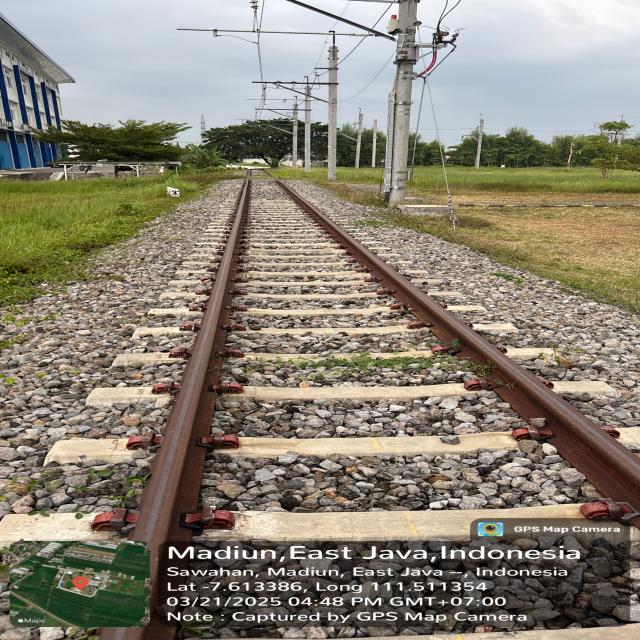 GPS Map Camera
Madiun,East Java,Indonesia
Sawahan, Madiun, East Java –, Indonesia
Lat -7.613386, Long 111.511354
03/21/2025 04:48 PM GMT+07:00
Note : Captured by GPS Map Camera
Maps